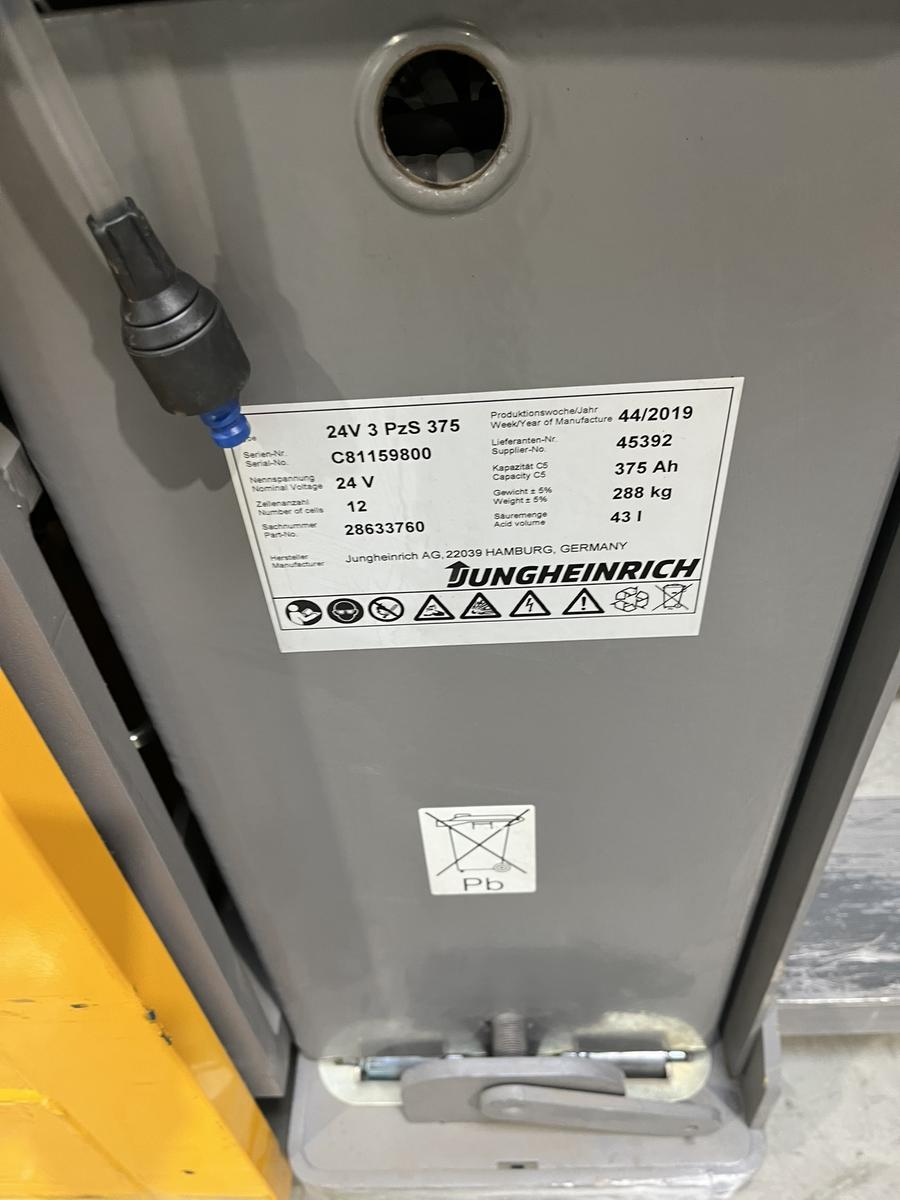 24V 3 PzS 375
Serien-Nr.
Serial-No.
C81159800
Nennspannung
Nominal Voltage
24 V
Zellenanzahl
Number of cells
12
Sachnummer
Part-No.
28633760
Produktionswoche/Jahr
Week/Year of Manufacture
44/2019
Lieferanten-Nr.
Supplier-No.
45392
Kapazität C5
Capacity C5
375 Ah
Gewicht ± 5%
Weight ± 5%
288 kg
Säuremenge
Acid volume
43 l
Hersteller
Manufacturer
Jungheinrich AG, 22039 HAMBURG, GERMANY
JUNGHEINRICH
Pb